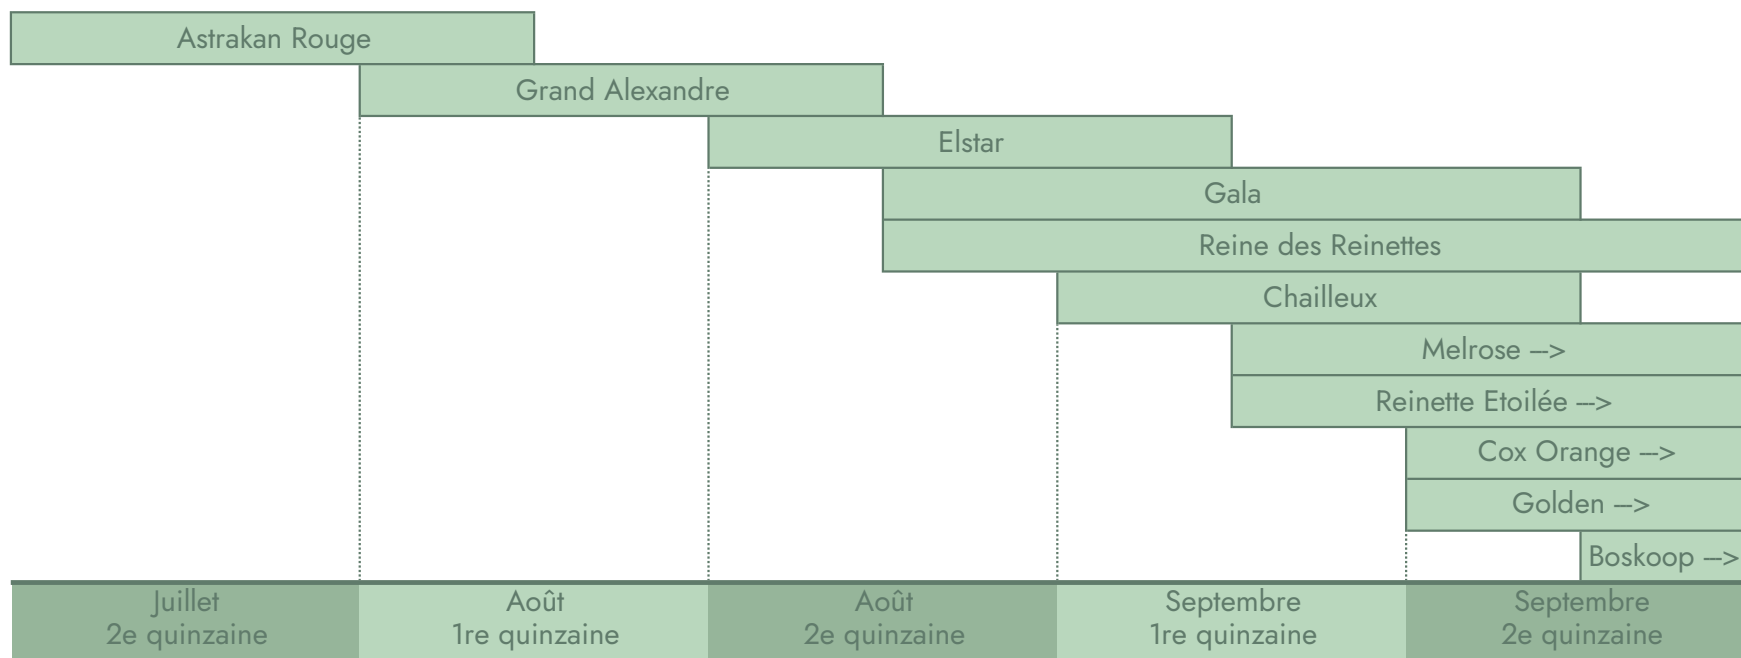 Astrakan Rouge
Grand Alexandre
Elstar
Gala
Reine des Reinettes
Chailleux
Melrose -->
Reinette Etoilée -->
Cox Orange -->
Golden -->
Boskoop -->
Juillet
2e quinzaine
Août
1re quinzaine
Août
2e quinzaine
Septembre
1re quinzaine
Septembre
2e quinzaine